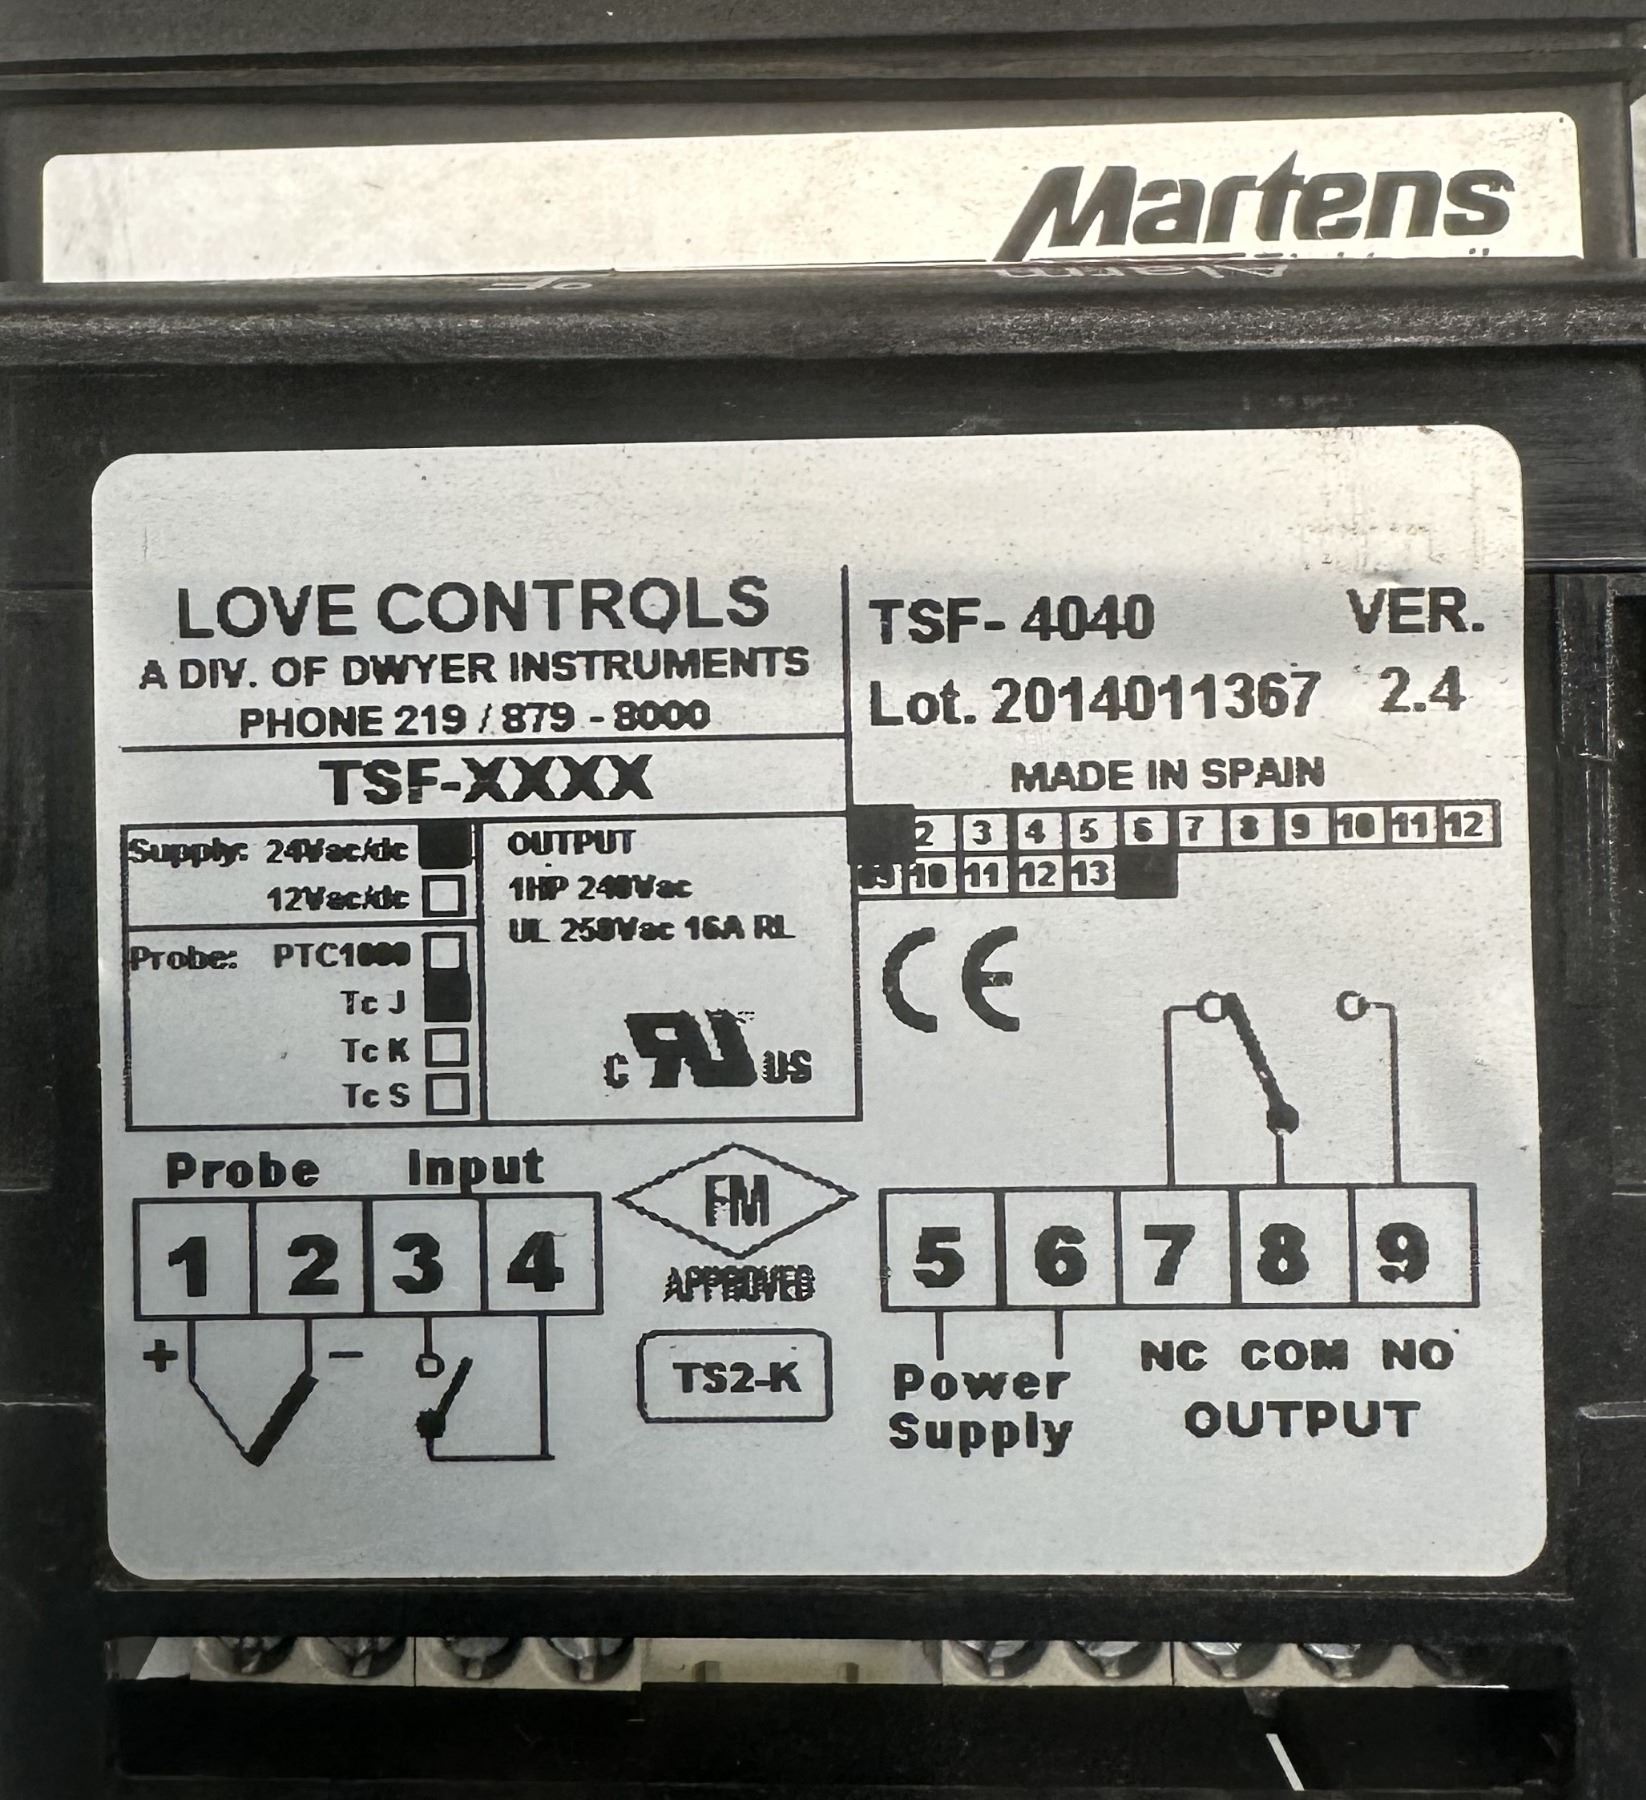 Martens
Alarm
°F
LOVE CONTROLS
A DIV. OF DWYER INSTRUMENTS
PHONE 219 / 879 - 8000
TSF- 4040 VER.
Lot. 2014011367 2.4
MADE IN SPAIN
TSF-XXXX
Supply: 24Vac/dc
12Vac/dc
Probe: PTC1000
Tc J
Tc K
Tc S
OUTPUT
1HP 240Vac
UL 250Vac 16A RL
c RU US
2 3 4 5 6 7 8 9 10 11 12
10 11 12 13
CE
Probe Input
1 2 3 4
+ −
FM
APPROVED
TS2-K
5 6 7 8 9
Power
Supply
NC COM NO
OUTPUT